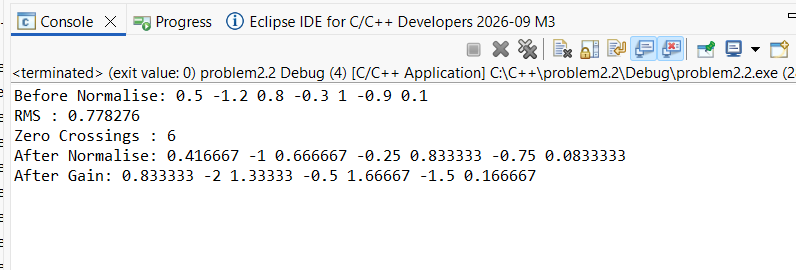 Console Progress Eclipse IDE for C/C++ Developers 2026-09 M3
<terminated> (exit value: 0) problem2.2 Debug (4) [C/C++ Application] C:\C++\problem2.2\Debug\problem2.2.exe (2
Before Normalise: 0.5 -1.2 0.8 -0.3 1 -0.9 0.1
RMS : 0.778276
Zero Crossings : 6
After Normalise: 0.416667 -1 0.666667 -0.25 0.833333 -0.75 0.0833333
After Gain: 0.833333 -2 1.33333 -0.5 1.66667 -1.5 0.166667